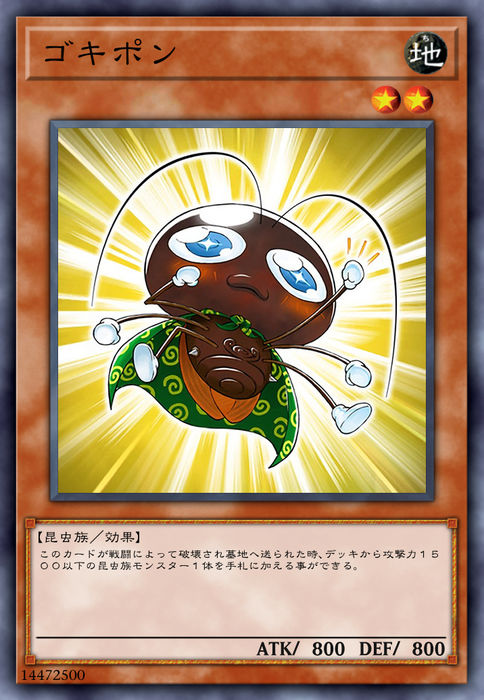 ゴキポン
地
【昆虫族／効果】
このカードが戦闘によって破壊され墓地へ送られた時、デッキから攻撃力１５
００以下の昆虫族モンスター１体を手札に加える事ができる。
ATK/ 800 DEF/ 800
14472500